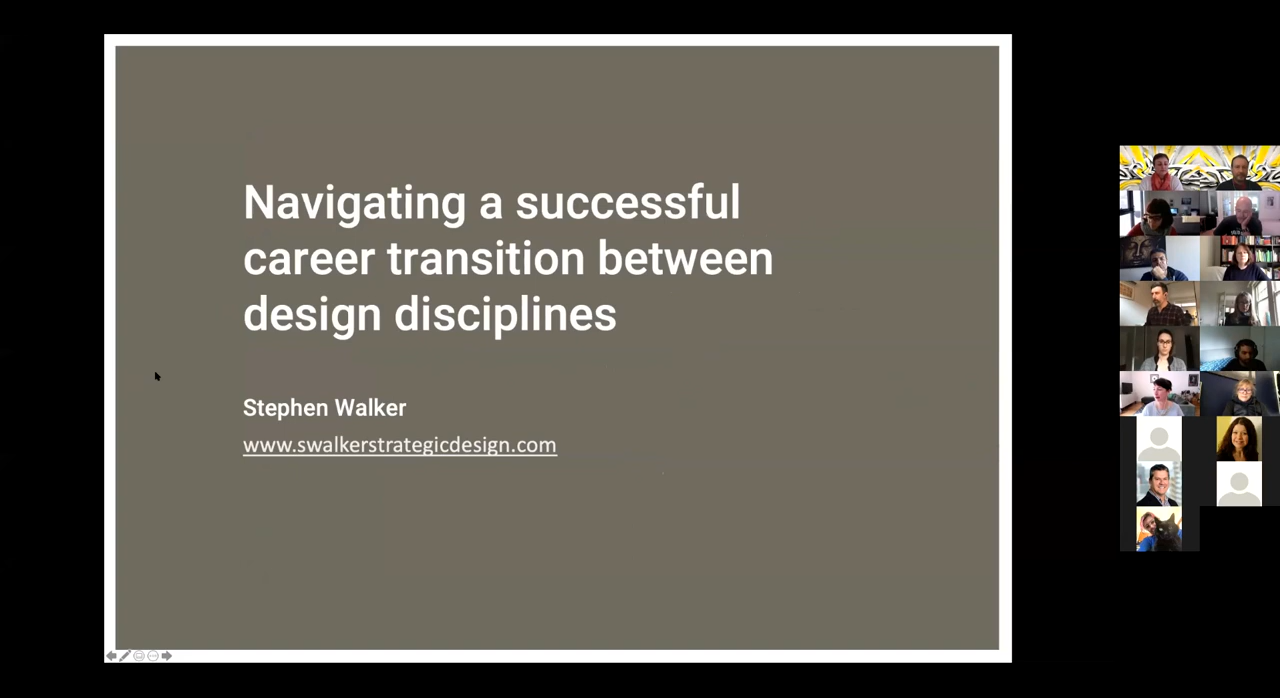 Navigating a successful
career transition between
design disciplines
Stephen Walker
www.swalkerstrategicdesign.com